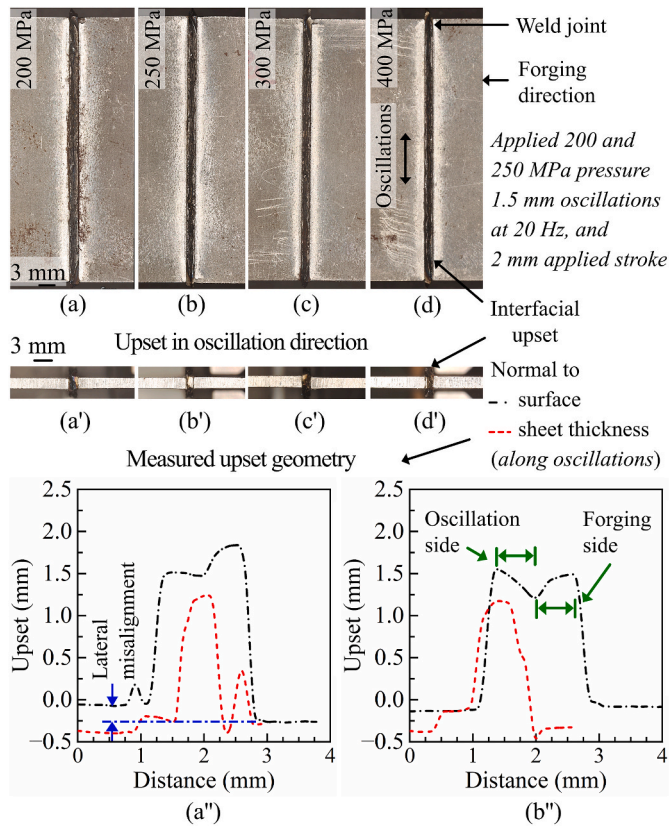 200 MPa
250 MPa
300 MPa
400 MPa
Weld joint
Forging
direction
Oscillations
Applied 200 and
250 MPa pressure
1.5 mm oscillations
at 20 Hz, and
2 mm applied stroke
3 mm
(a)
(b)
(c)
(d)
Interfacial
upset
3 mm
Upset in oscillation direction
(a')
(b')
(c')
(d')
Normal to
surface
sheet thickness
(along oscillations)
Measured upset geometry
2.5
2.0
1.5
1.0
0.5
0.0
−0.5
Upset (mm)
Lateral
misalignment
0
1
2
3
4
Distance (mm)
(a'')
2.5
2.0
1.5
1.0
0.5
0.0
−0.5
Upset (mm)
Oscillation
side
Forging
side
0
1
2
3
4
Distance (mm)
(b'')